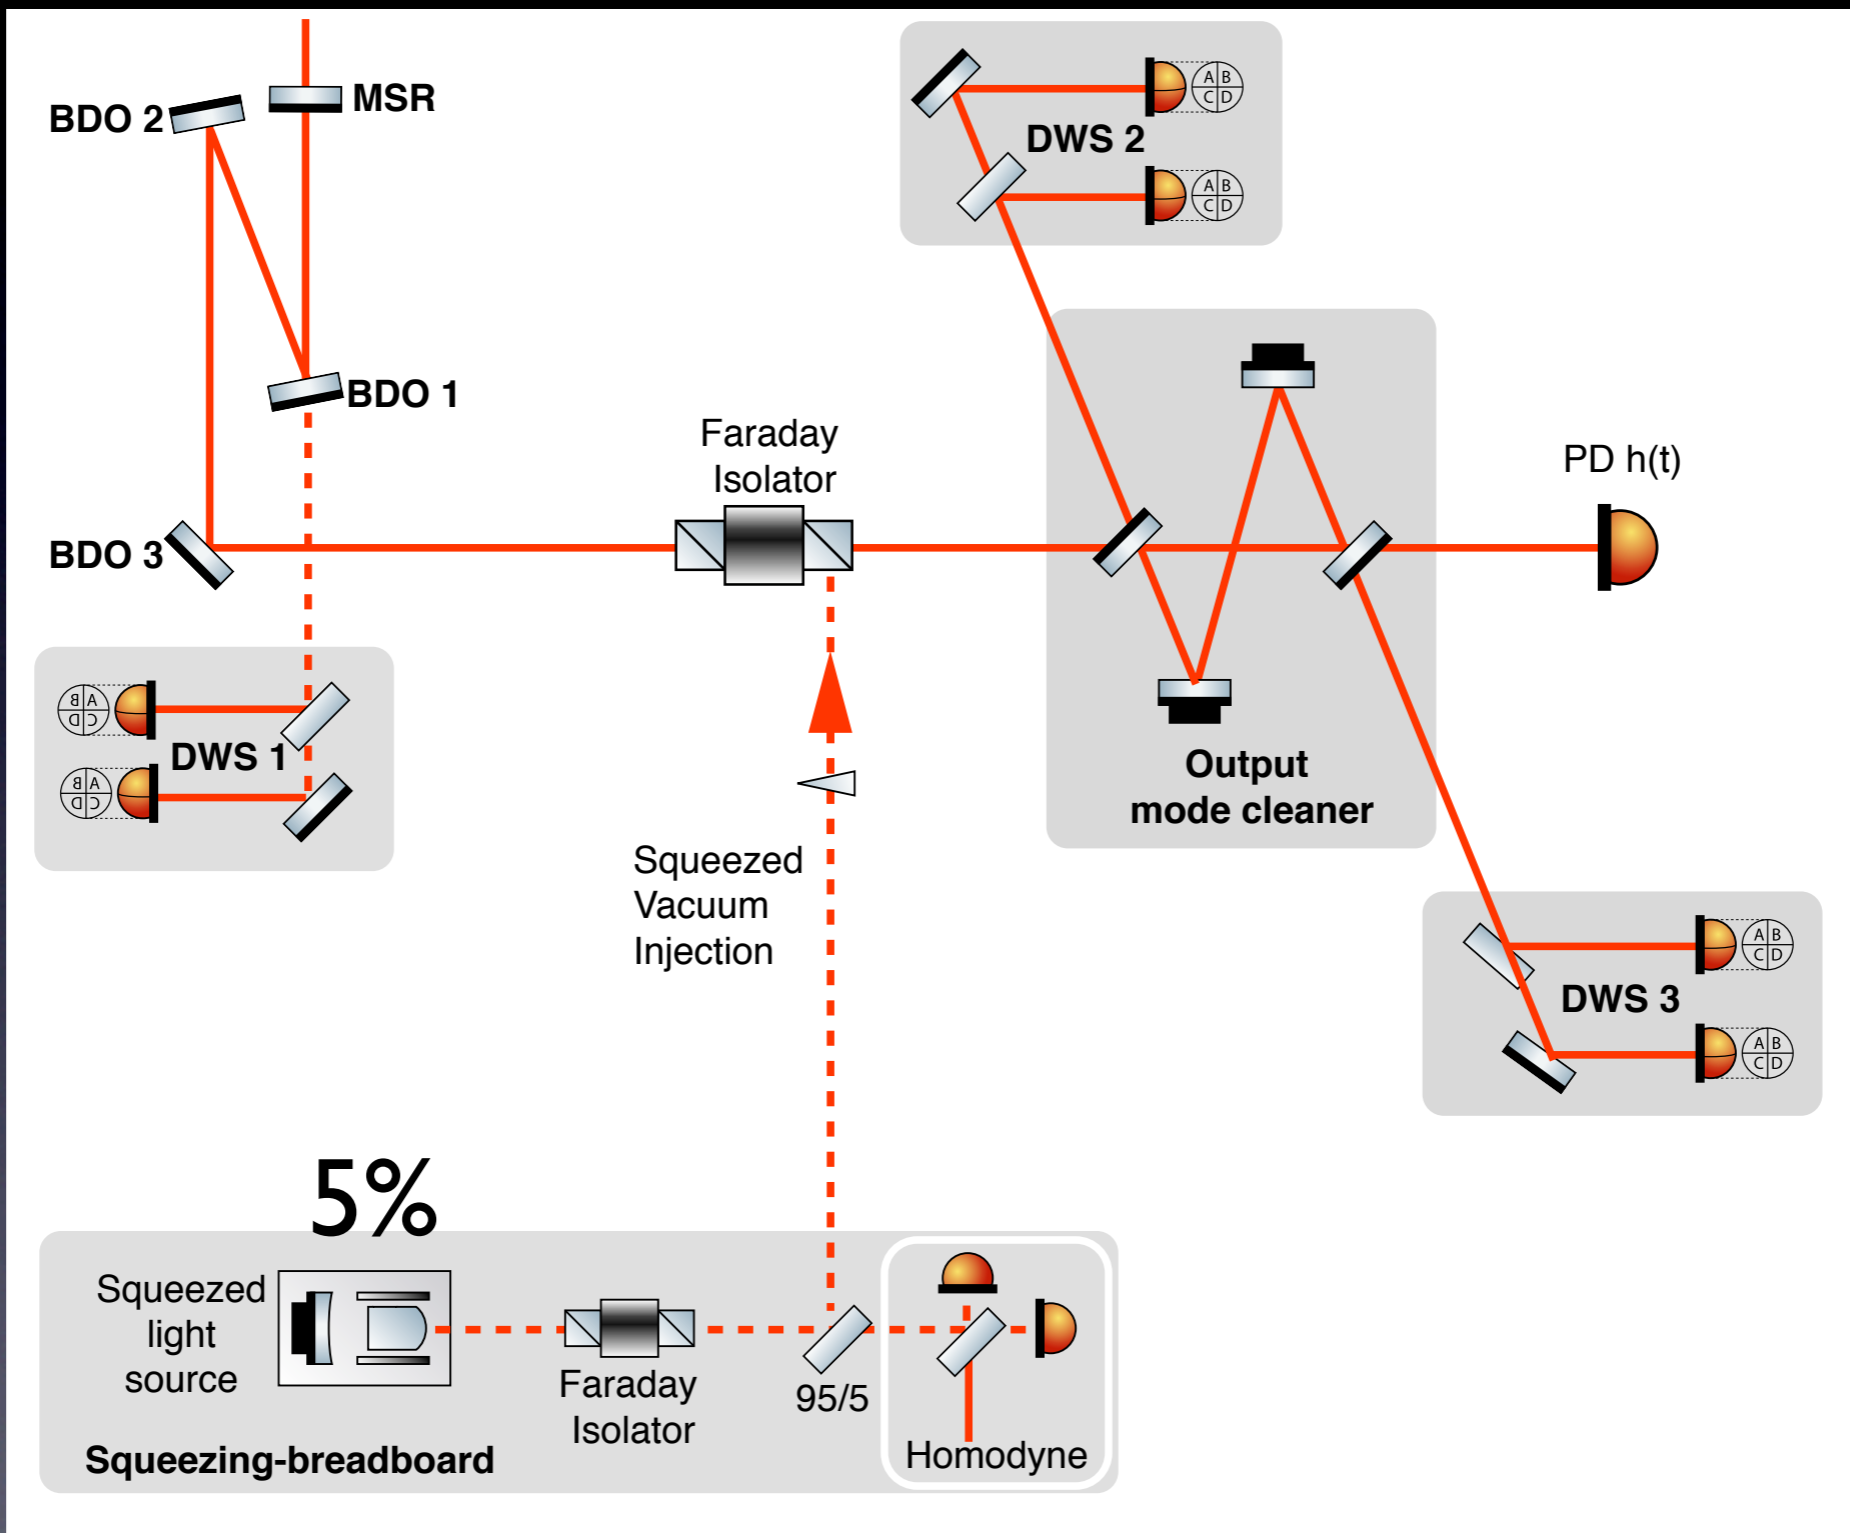 MSR
BDO 2
DWS 2
A B
C D
A B
C D
BDO 1
Faraday
Isolator
PD h(t)
BDO 3
A B
C D
DWS 1
A B
C D
Output
mode cleaner
Squeezed
Vacuum
Injection
A B
C D
DWS 3
A B
C D
5%
Squeezed
light
source
Faraday
Isolator
95/5
Homodyne
Squeezing-breadboard